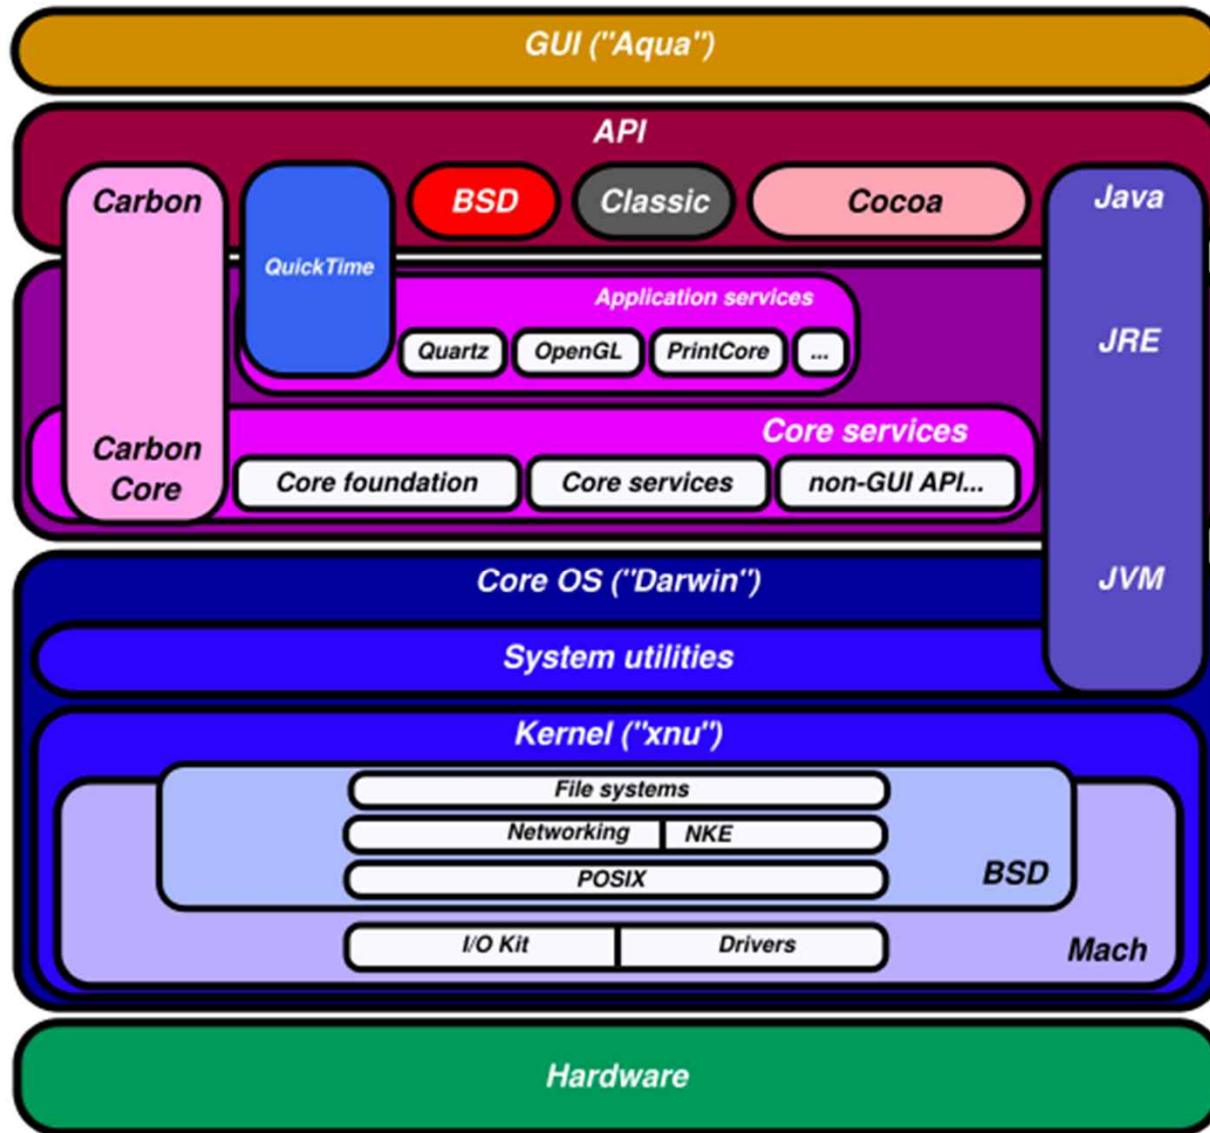 GUI ("Aqua")
API
Carbon
BSD
Classic
Cocoa
Java
QuickTime
Application services
Quartz
OpenGL
PrintCore
...
JRE
Core services
Carbon
Core
Core foundation
Core services
non-GUI API...
Core OS ("Darwin")
JVM
System utilities
Kernel ("xnu")
File systems
Networking
NKE
POSIX
BSD
I/O Kit
Drivers
Mach
Hardware